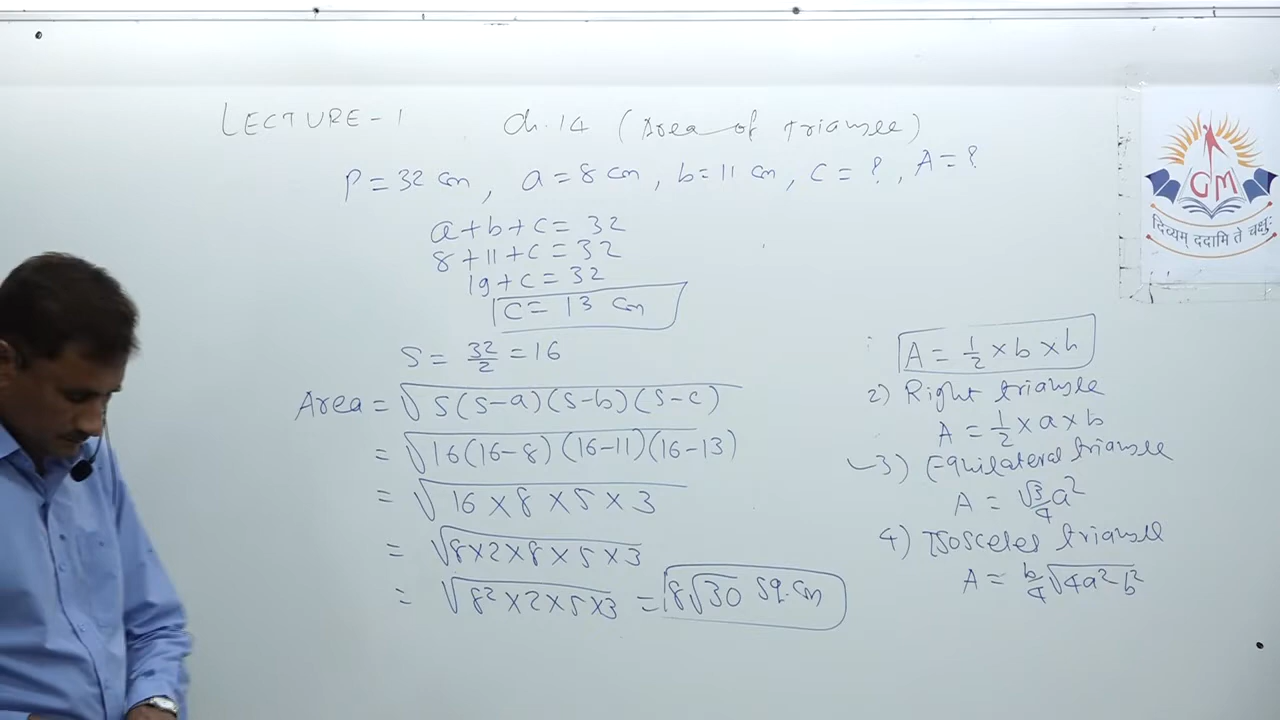 LECTURE-1 Ch.14 (Area of triangle)
P = 32 cm, a = 8 cm, b = 11 cm, C = ?, A = ?
a+b+c = 32
8+11+c = 32
19+c = 32
C = 13 cm
S = 32/2 = 16
Area = √S(S-a)(S-b)(S-c)
= √16(16-8)(16-11)(16-13)
= √16×8×5×3
= √8×2×8×5×3
= √8²×2×5×3 = 8√30 sq.cm
A = 1/2×b×h
2) Right triangle
A = 1/2×a×b
3) Equilateral triangle
A = √3/4 a²
4) Isosceles triangle
A = b/4 √4a²-b²
GM
दिव्यम् ददामि ते चक्षुः